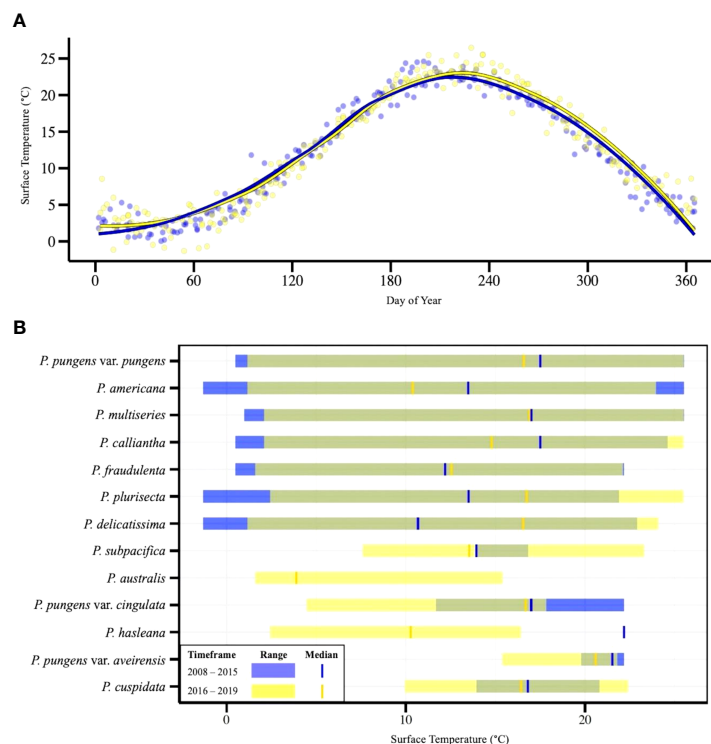 A
25
20
15
10
5
0
Surface Temperature (°C)
0 60 120 180 240 300 360
Day of Year
B
P. pungens var. pungens
P. americana
P. multiseries
P. calliantha
P. fraudulenta
P. plurisecta
P. delicatissima
P. subpacifica
P. australis
P. pungens var. cingulata
P. hasleana
P. pungens var. aveirensis
P. cuspidata
Timeframe Range Median
2008 – 2015
2016 – 2019
0 10 20
Surface Temperature (°C)